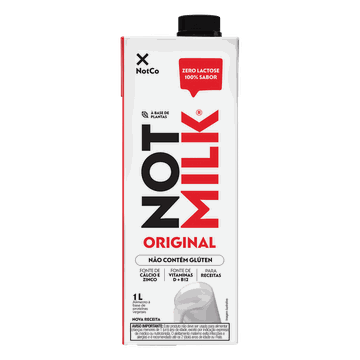 NotCo
ZERO LACTOSE
100% SABOR
À BASE DE
PLANTAS
NOT
MILK®
ORIGINAL
NÃO CONTÉM GLÚTEN
FONTE DE
CÁLCIO E
ZINCO
FONTE DE
VITAMINAS
D + B12
PARA
RECEITAS
1 L
NOVA RECEITA
AVISO IMPORTANTE: